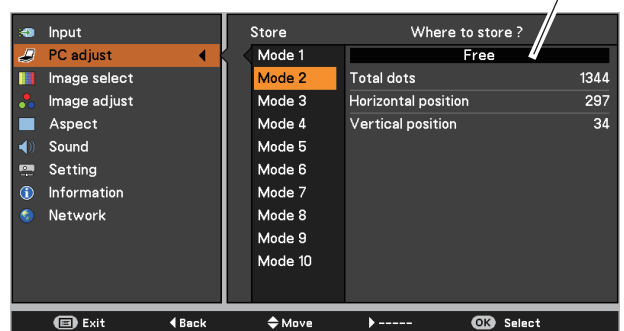 Input
PC adjust
Image select
Image adjust
Aspect
Sound
Setting
Information
Network
Store
Mode 1
Mode 2
Mode 3
Mode 4
Mode 5
Mode 6
Mode 7
Mode 8
Mode 9
Mode 10
Where to store ?
Free
Total dots 1344
Horizontal position 297
Vertical position 34
Exit Back Move ----- OK Select